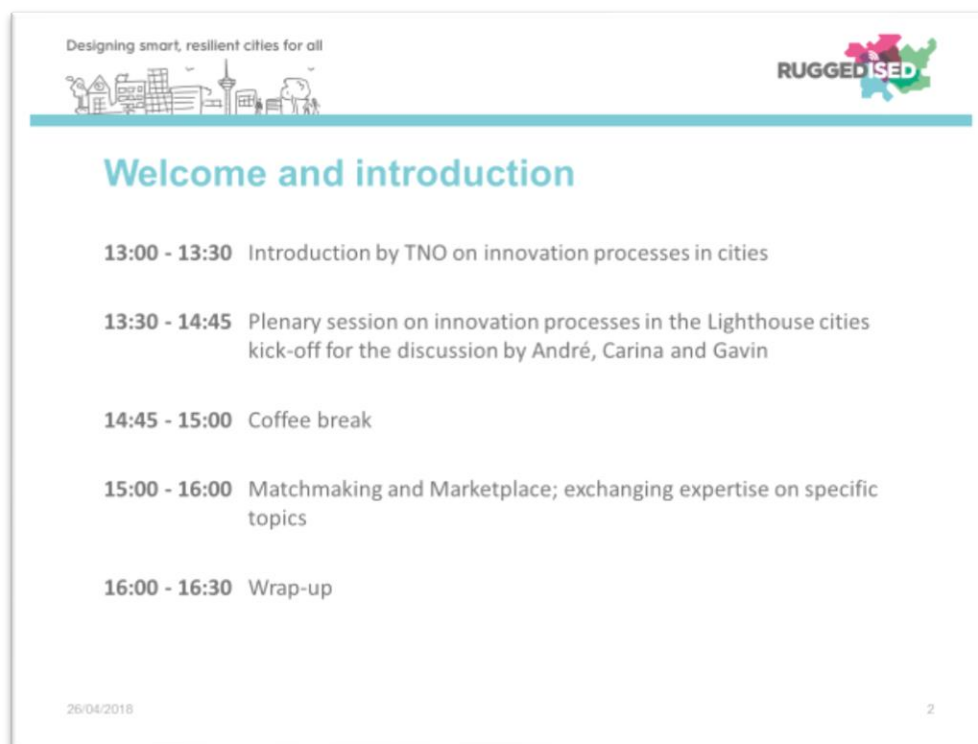 Designing smart, resilient cities for all
RUGGEDISED
Welcome and introduction
13:00 - 13:30 Introduction by TNO on innovation processes in cities
13:30 - 14:45 Plenary session on innovation processes in the Lighthouse cities
kick-off for the discussion by André, Carina and Gavin
14:45 - 15:00 Coffee break
15:00 - 16:00 Matchmaking and Marketplace; exchanging expertise on specific
topics
16:00 - 16:30 Wrap-up
26/04/2018 2